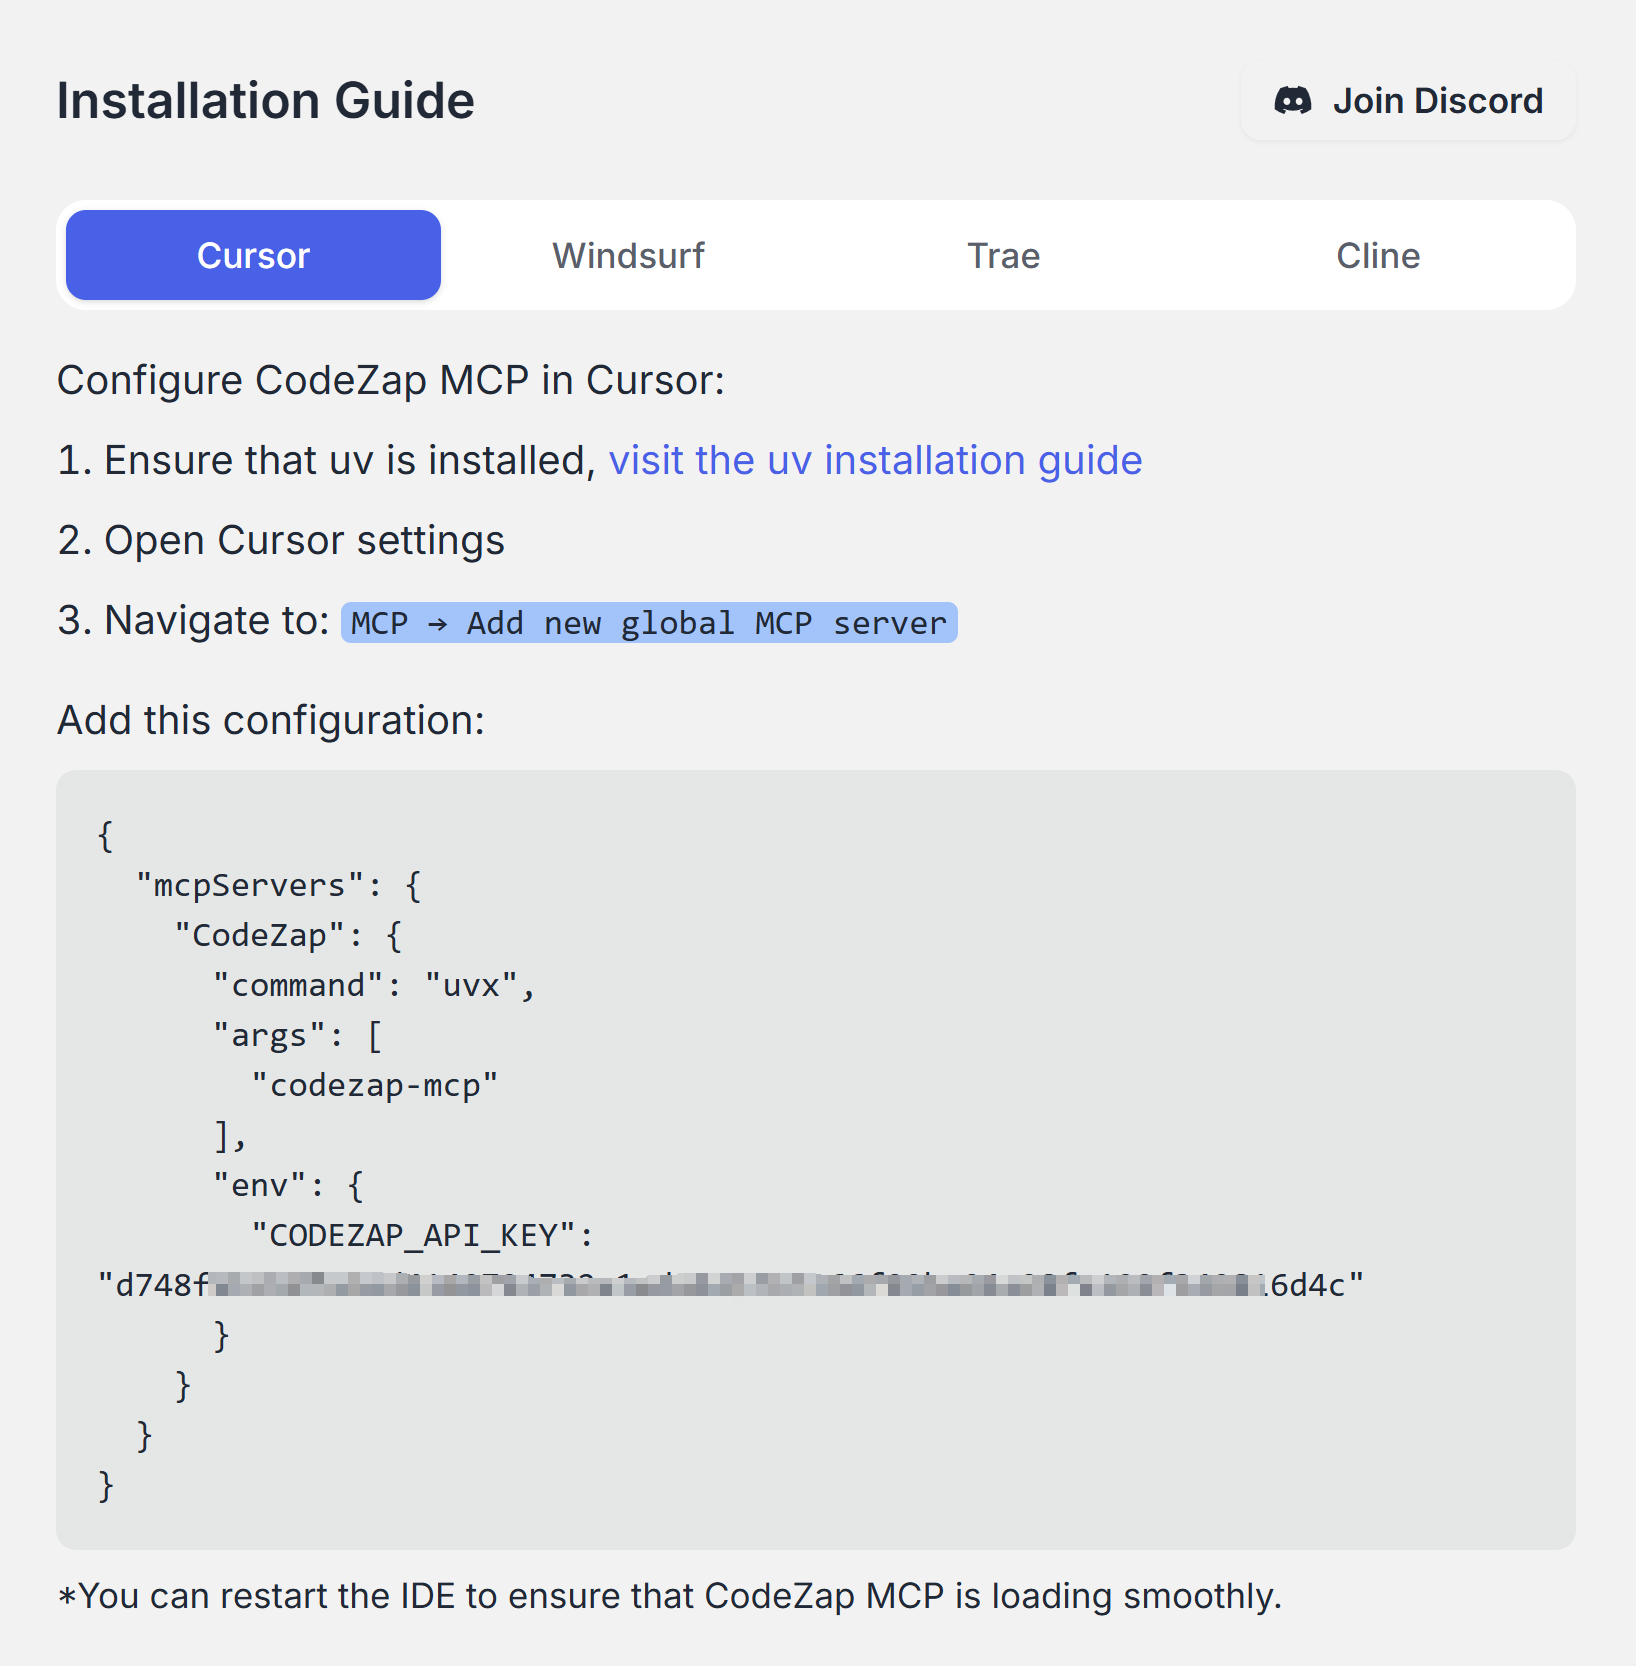 Installation Guide
Join Discord
Cursor
Windsurf
Trae
Cline
Configure CodeZap MCP in Cursor:
1. Ensure that uv is installed, visit the uv installation guide
2. Open Cursor settings
3. Navigate to: MCP → Add new global MCP server
Add this configuration:
{
"mcpServers": {
"CodeZap": {
"command": "uvx",
"args": [
"codezap-mcp"
],
"env": {
"CODEZAP_API_KEY":
"d748f 6d4c"
}
}
}
}
*You can restart the IDE to ensure that CodeZap MCP is loading smoothly.